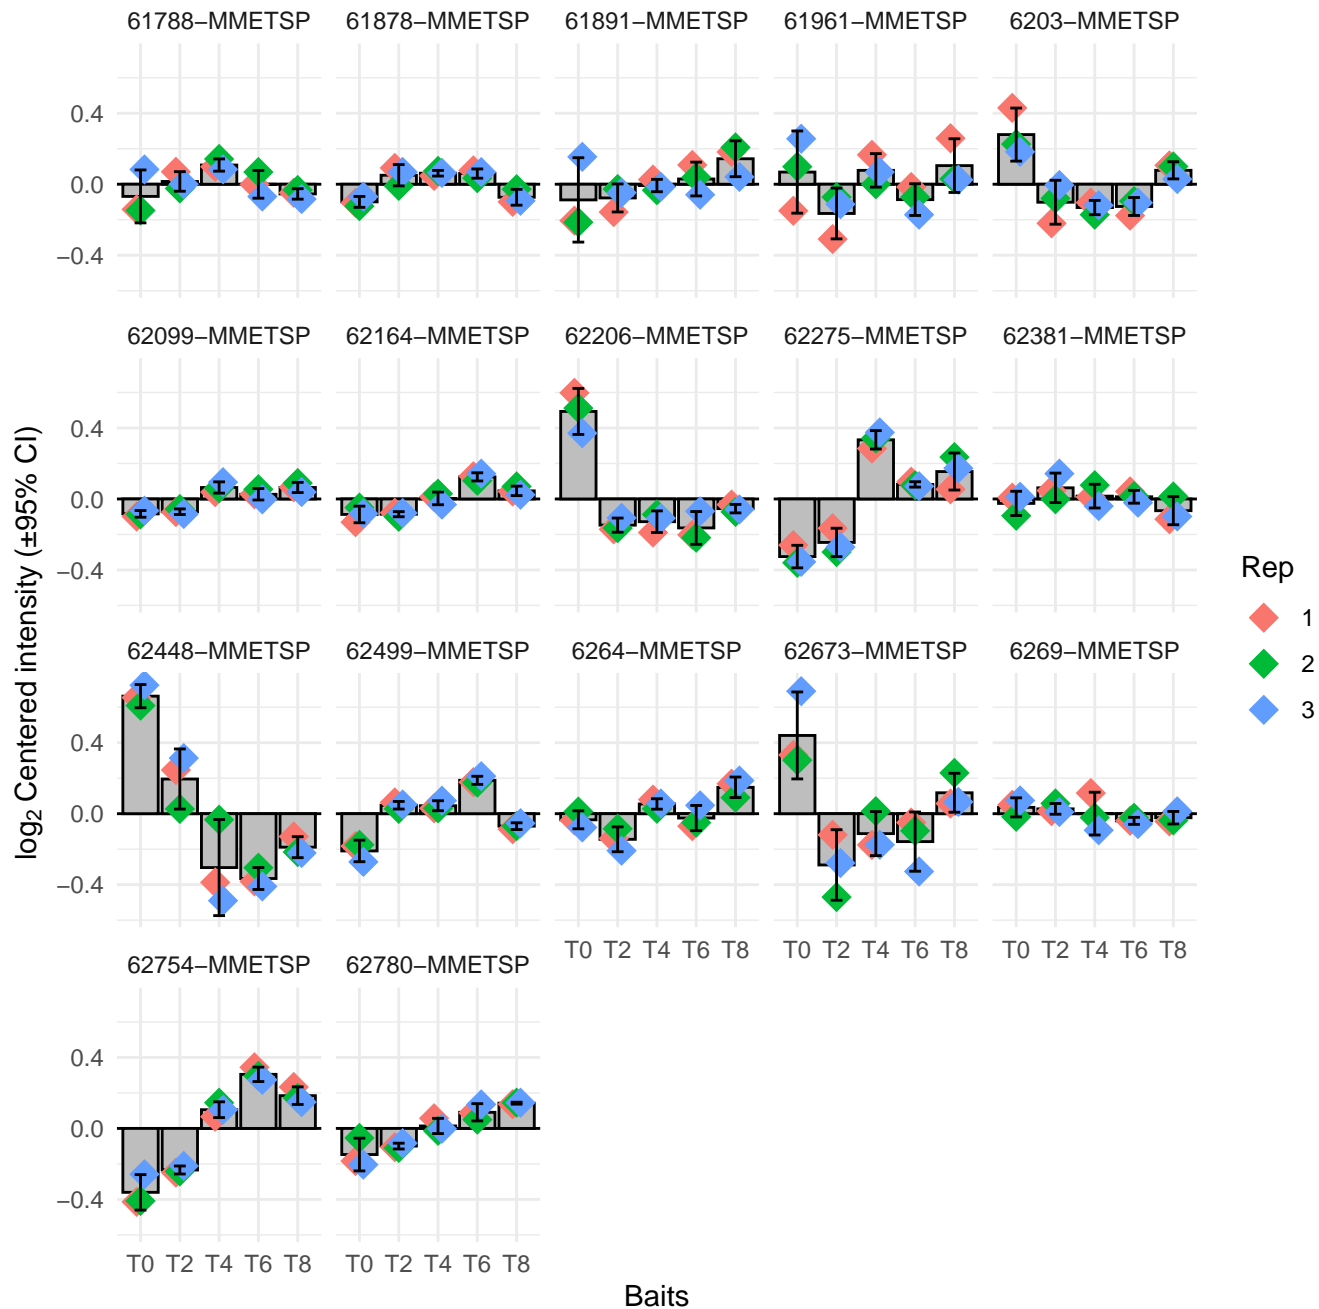 61788−MMETSP 61878−MMETSP 61891−MMETSP 61961−MMETSP 6203−MMETSP
0.4
0.0
−0.4
62099−MMETSP 62164−MMETSP 62206−MMETSP 62275−MMETSP 62381−MMETSP
0.4
0.0
−0.4
62448−MMETSP 62499−MMETSP 6264−MMETSP 62673−MMETSP 6269−MMETSP
0.4
0.0
−0.4
T0 T2 T4 T6 T8 T0 T2 T4 T6 T8 T0 T2 T4 T6 T8
62754−MMETSP 62780−MMETSP
0.4
0.0
−0.4
T0 T2 T4 T6 T8 T0 T2 T4 T6 T8
Baits
log2 Centered intensity (±95% CI)
Rep
1
2
3